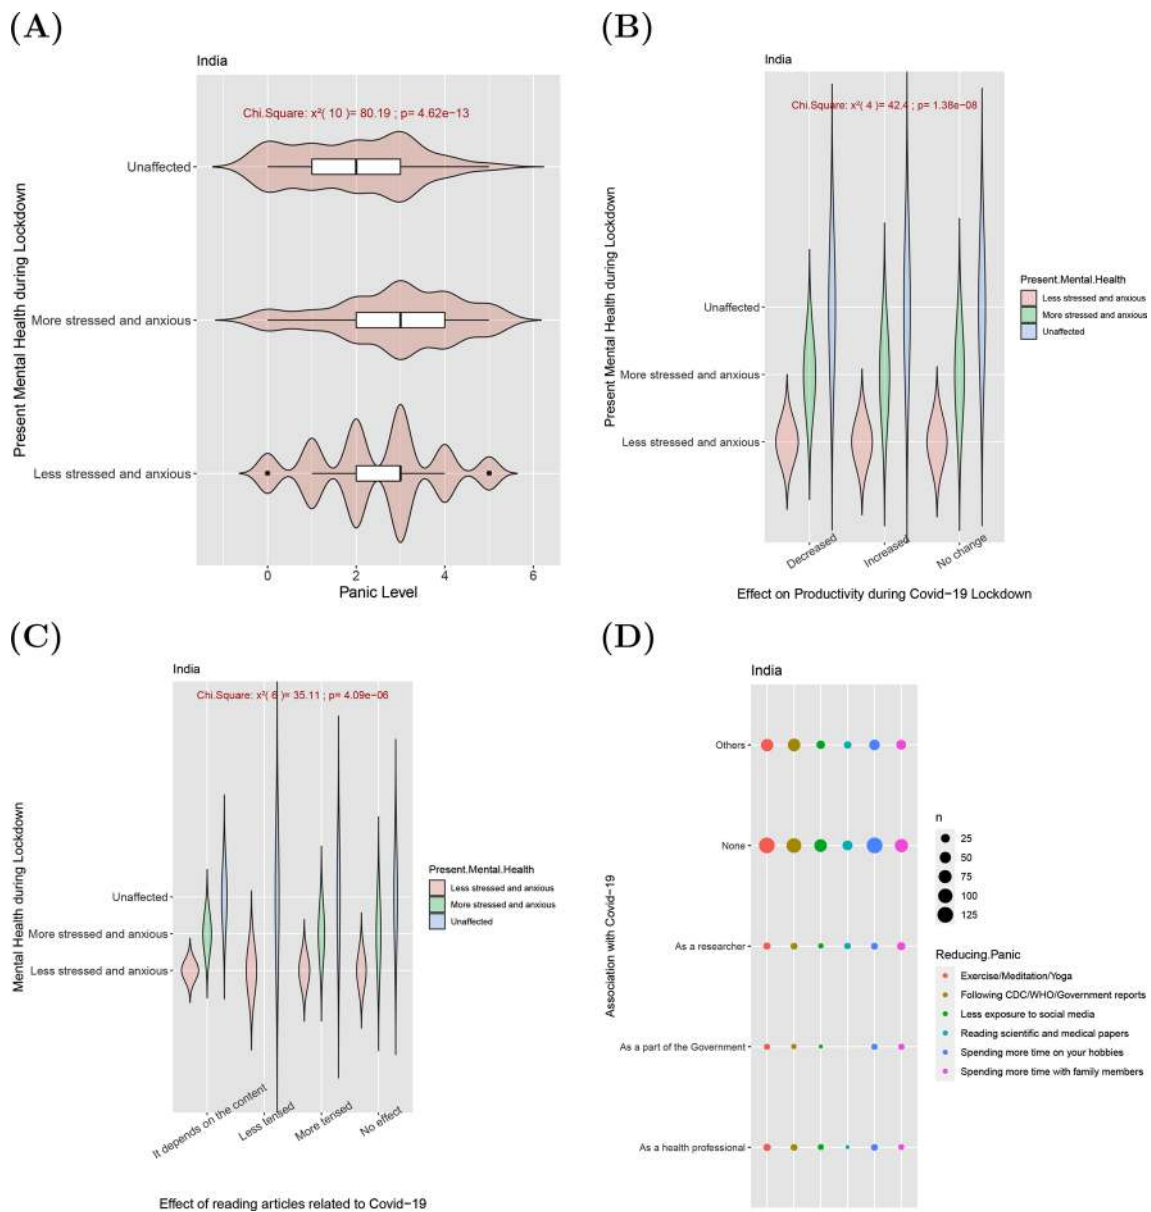 (A)
India
Chi.Square: x²( 10 )= 80.19 ; p= 4.62e−13
Present Mental Health during Lockdown
Unaffected
More stressed and anxious
Less stressed and anxious
0
2
4
6
Panic Level
(B)
India
Chi.Square: x²( 4 )= 42.4 ; p= 1.38e−08
Present Mental Health during Lockdown
Unaffected
More stressed and anxious
Less stressed and anxious
Decreased
Increased
No change
Effect on Productivity during Covid−19 Lockdown
Present.Mental.Health
Less stressed and anxious
More stressed and anxious
Unaffected
(C)
India
Chi.Square: x²( 6 )= 35.11 ; p= 4.09e−06
Mental Health during Lockdown
Unaffected
More stressed and anxious
Less stressed and anxious
It depends on the content
Less tensed
More tensed
No effect
Effect of reading articles related to Covid−19
Present.Mental.Health
Less stressed and anxious
More stressed and anxious
Unaffected
(D)
India
Association with Covid−19
Others
None
As a researcher
As a part of the Government
As a health professional
n
25
50
75
100
125
Reducing.Panic
Exercise/Meditation/Yoga
Following CDC/WHO/Government reports
Less exposure to social media
Reading scientific and medical papers
Spending more time on your hobbies
Spending more time with family members